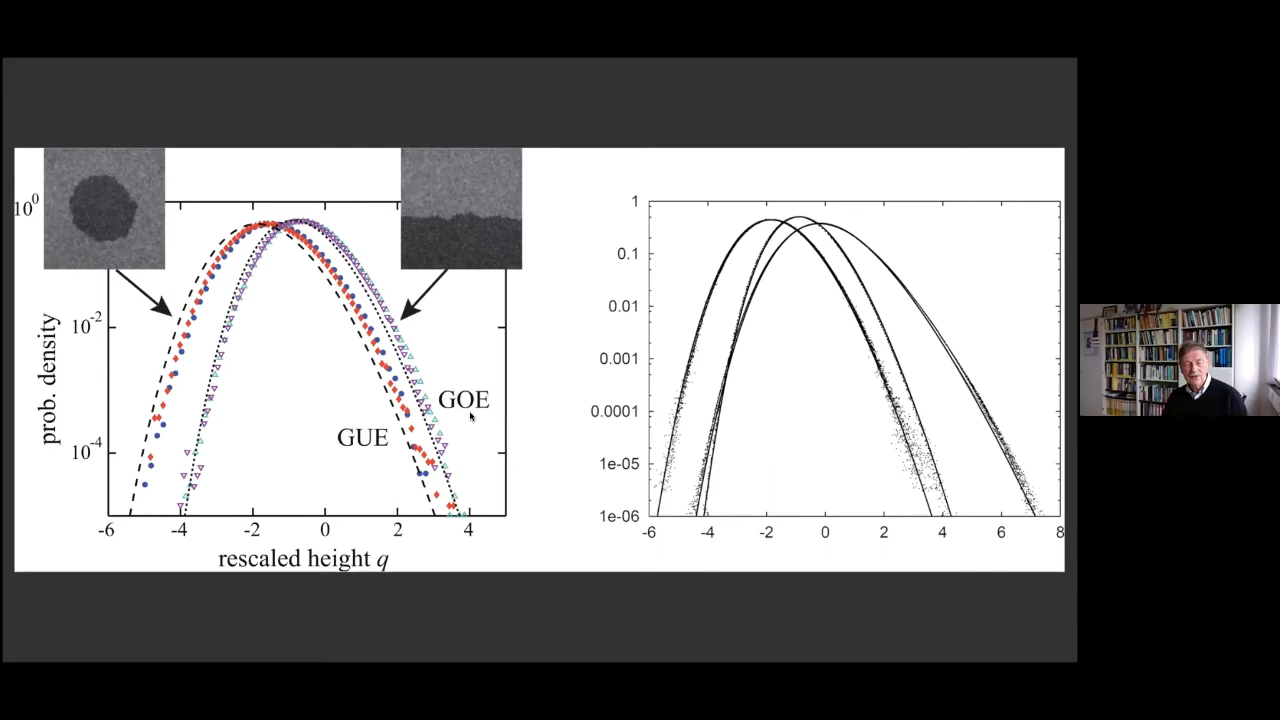 10^0
10^-2
10^-4
prob. density
GOE
GUE
-6 -4 -2 0 2 4
rescaled height q
1
0.1
0.01
0.001
0.0001
1e-05
1e-06
-6 -4 -2 0 2 4 6 8